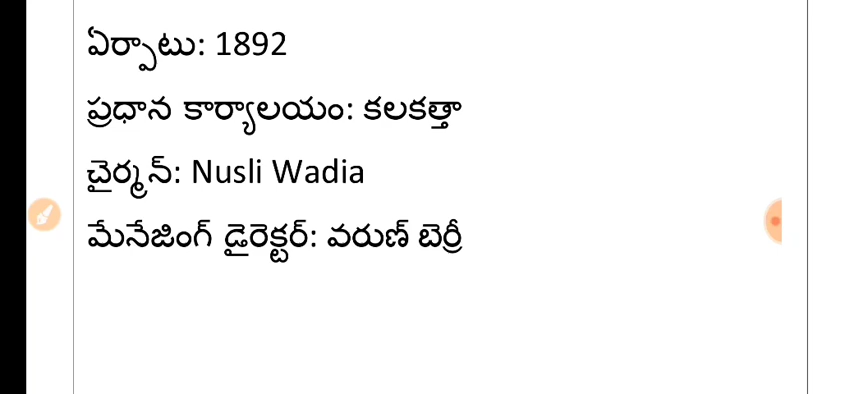 ఏర్పాటు: 1892
ప్రధాన కార్యాలయం: కలకత్తా
చైర్మన్: Nusli Wadia
మేనేజింగ్ డైరెక్టర్: వరుణ్ బెర్రీ